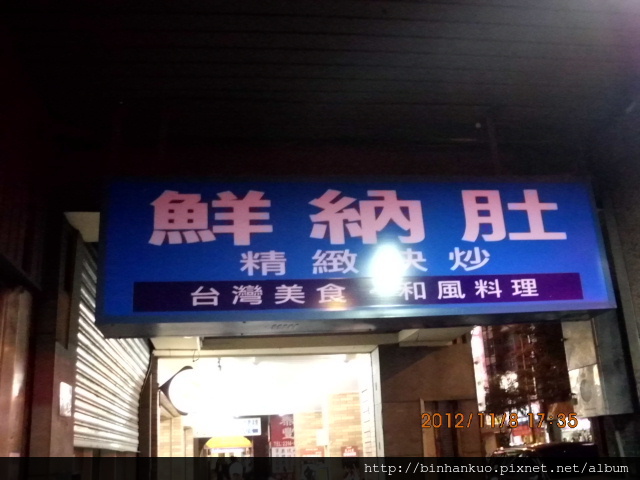 鮮納肚
精緻快炒
台灣美食 和風料理
2012/11/8 17:35
http://binhankuo.pixnet.net/album